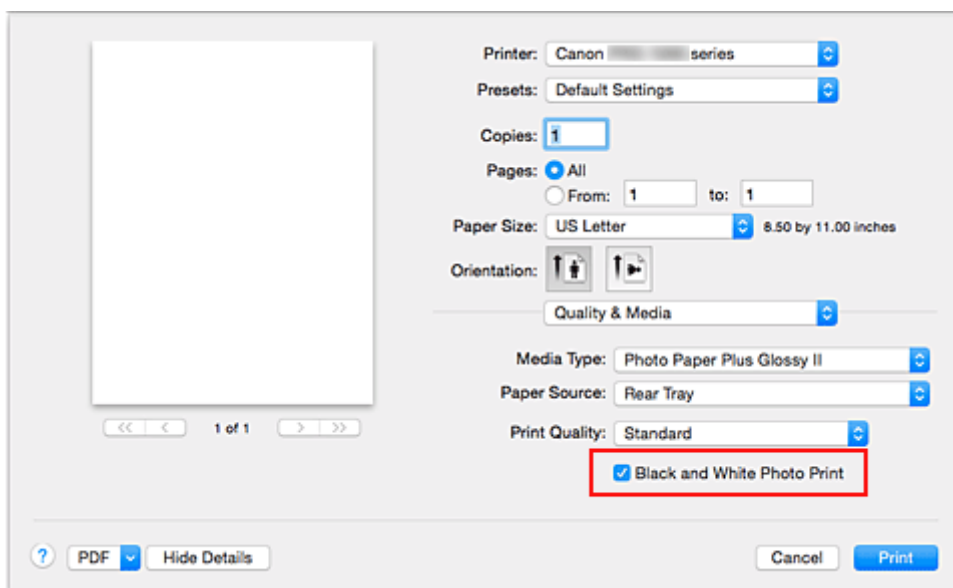 Printer: Canon series
Presets: Default Settings
Copies: 1
Pages: All
From: 1 to: 1
Paper Size: US Letter 8.50 by 11.00 inches
Orientation:
Quality & Media
Media Type: Photo Paper Plus Glossy II
Paper Source: Rear Tray
<< < 1 of 1 > >>
Print Quality: Standard
Black and White Photo Print
? PDF Hide Details Cancel Print